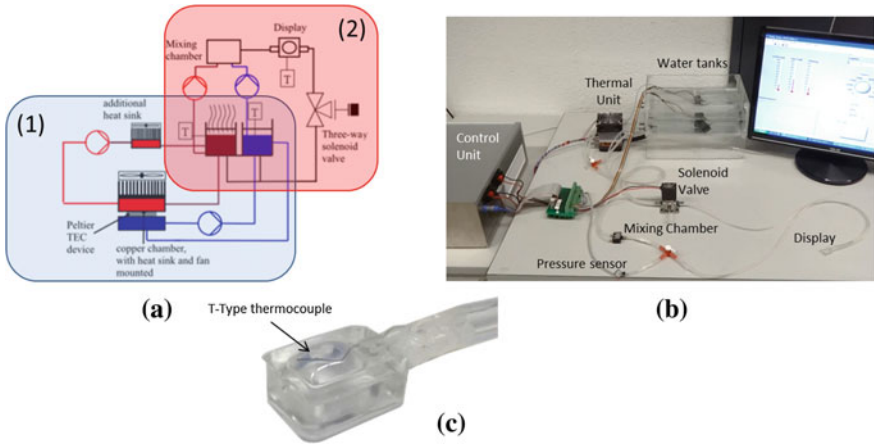 (1)
(2)
Mixing
chamber
Display
T
T
T
additional
heat sink
Three-way
solenoid
valve
Peltier
TEC
device
copper chamber,
with heat sink and fan
mounted
(a)
Water tanks
Thermal
Unit
Control
Unit
Solenoid
Valve
Mixing Chamber
Display
Pressure sensor
(b)
T-Type thermocouple
(c)